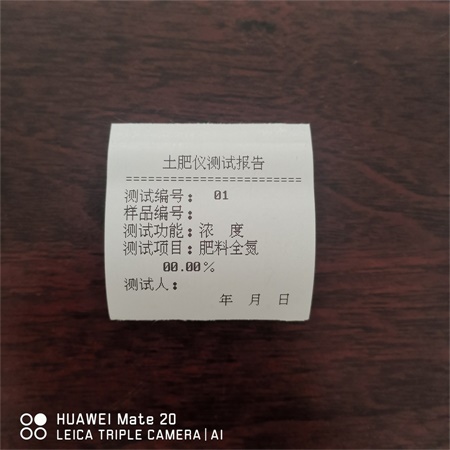 土肥仪测试报告
========================
测试编号： 01
样品编号：
测试功能：浓 度
测试项目：肥料全氮
00.00%
测试人：
年 月 日
HUAWEI Mate 20
LEICA TRIPLE CAMERA | AI